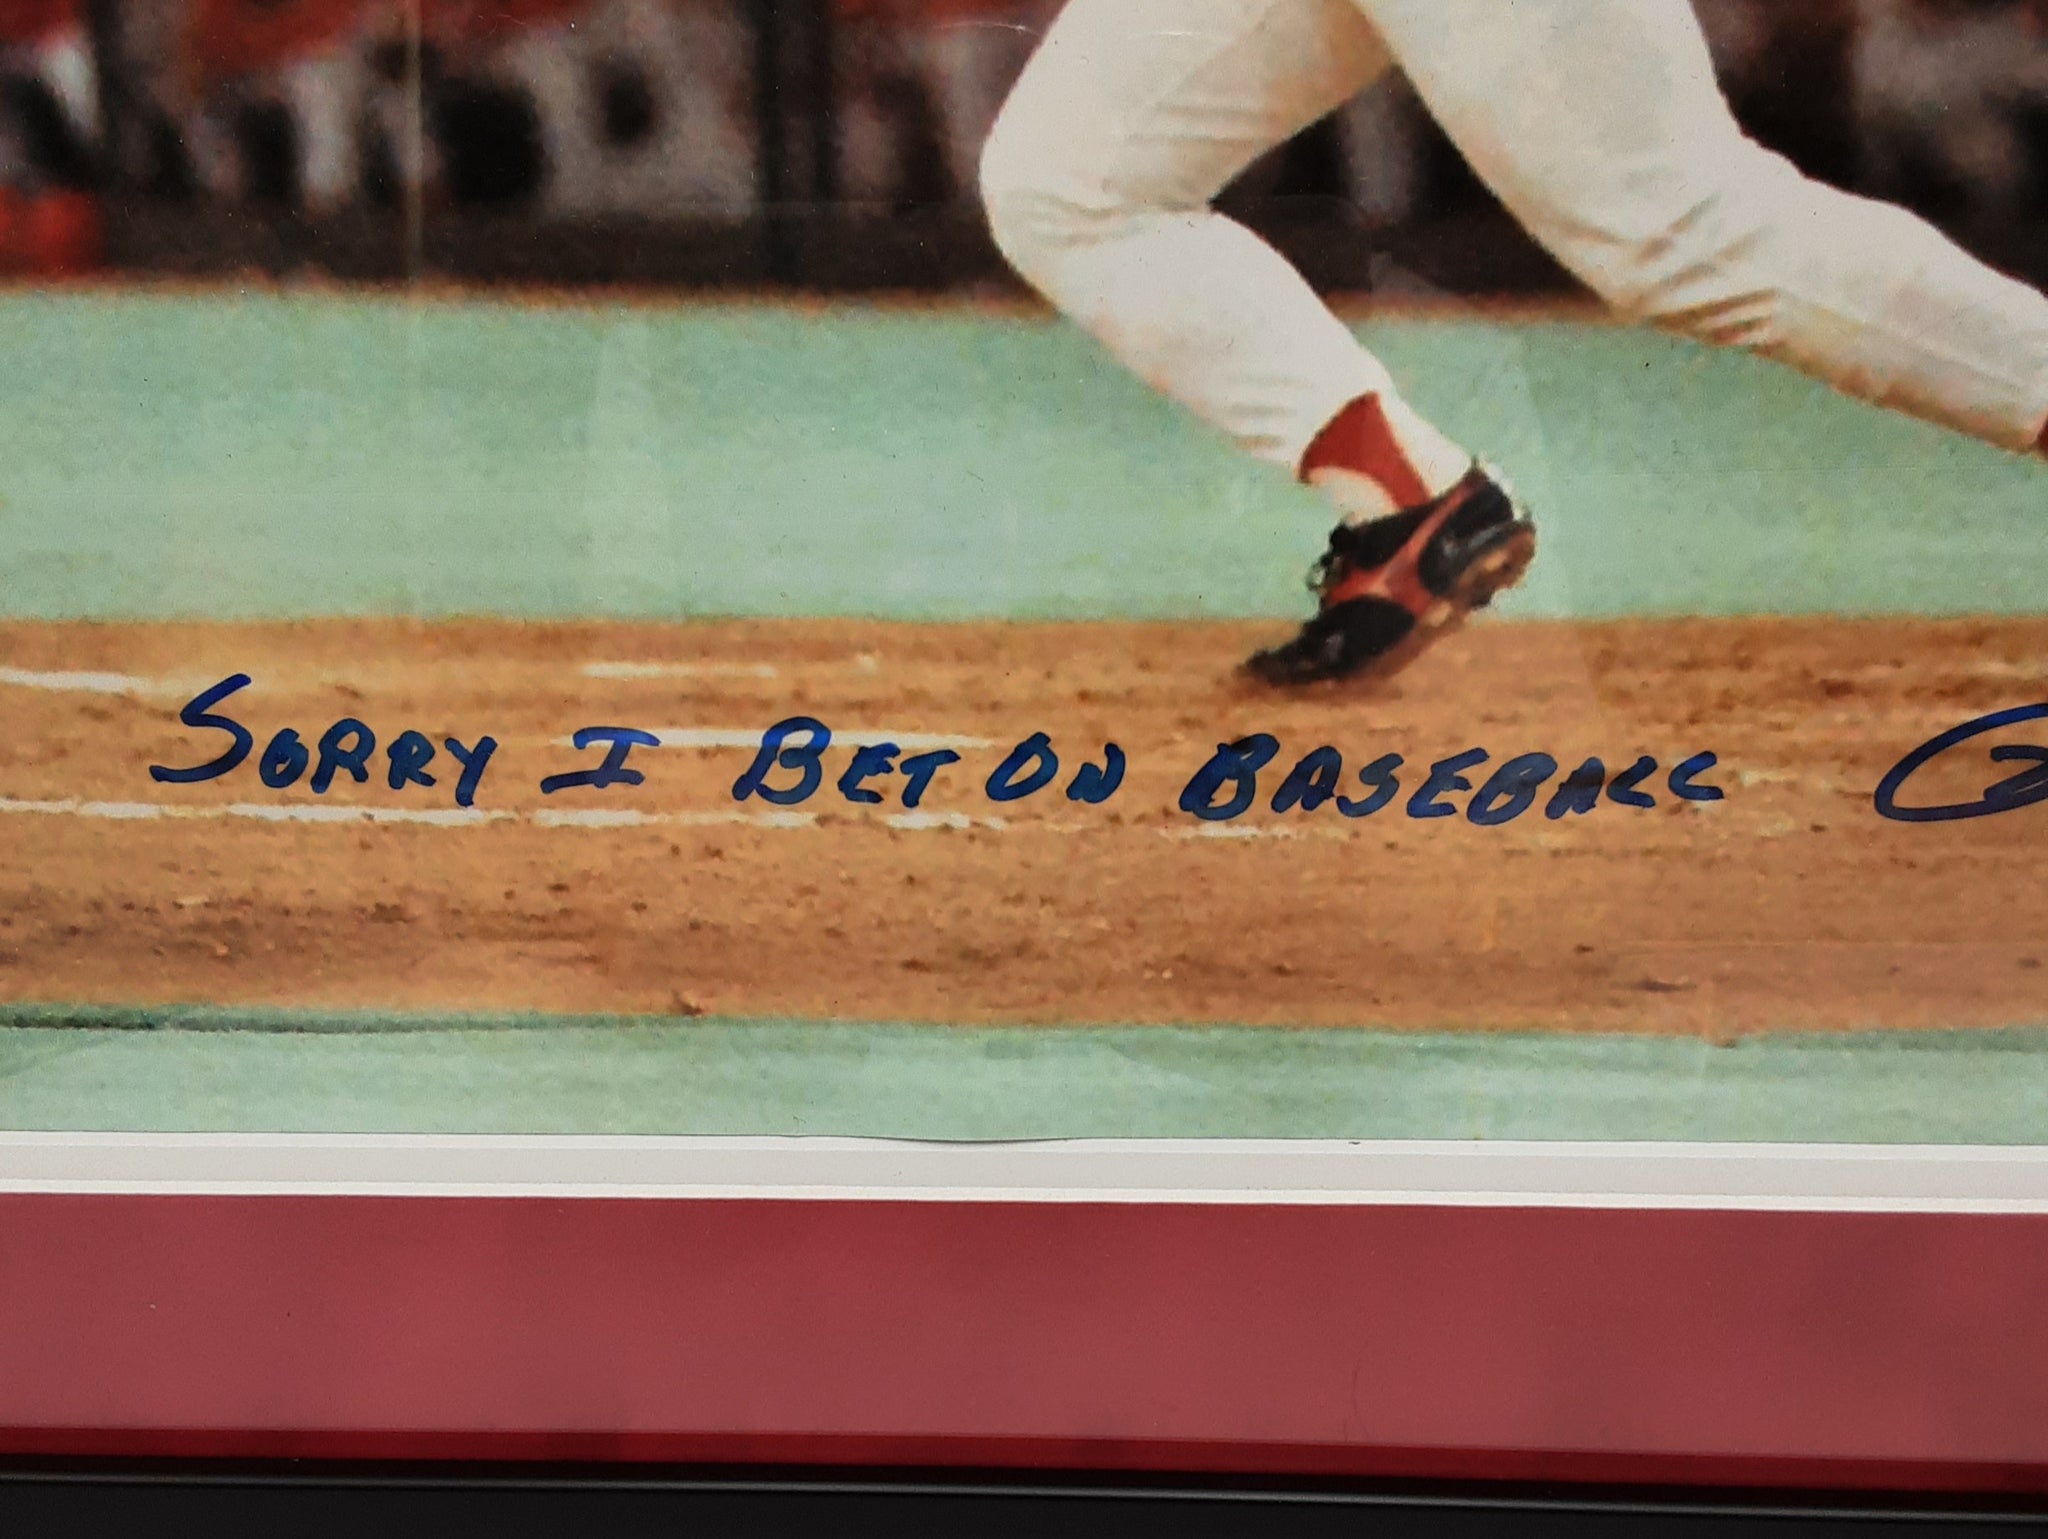 Sorry I Bet on Baseball